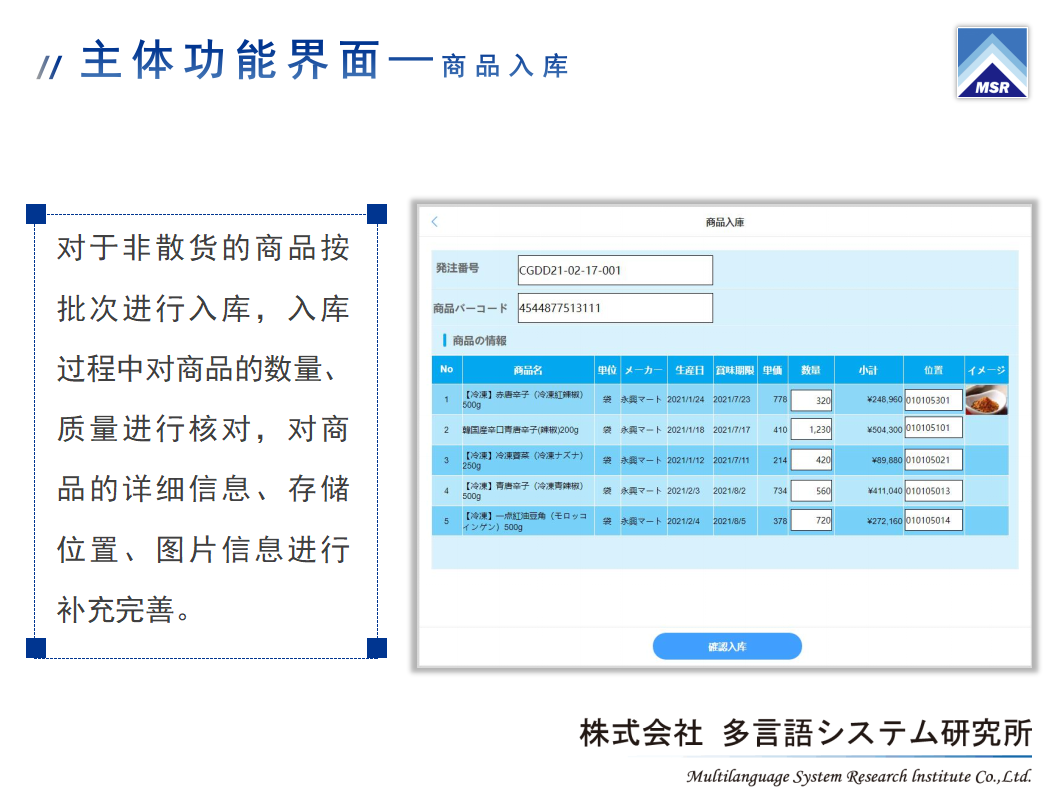 // 主体功能界面—商品入库
MSR
对于非散货的商品按
批次进行入库，入库
过程中对商品的数量、
质量进行核对，对商
品的详细信息、存储
位置、图片信息进行
补充完善。
商品入庫
発注番号 CGDD21-02-17-001
商品バーコード 4544877513111
商品の情報
No 商品名 単位 メーカー 生産日 賞味期限 単価 数量 小計 位置 イメージ
1 【冷凍】赤唐辛子（冷凍紅辣椒）500g 袋 永興マート 2021/1/24 2021/7/23 778 320 ¥248,960 010105301
2 韓国産辛口青唐辛子(辣椒)200g 袋 永興マート 2021/1/18 2021/7/17 410 1,230 ¥504,300 010105101
3 【冷凍】冷凍薺菜（冷凍ナズナ）250g 袋 永興マート 2021/1/12 2021/7/11 214 420 ¥89,880 010105021
4 【冷凍】青唐辛子（冷凍青辣椒）500g 袋 永興マート 2021/2/3 2021/8/2 734 560 ¥411,040 010105013
5 【冷凍】一点紅油豆角（モロッコインゲン）500g 袋 永興マート 2021/2/4 2021/8/5 378 720 ¥272,160 010105014
確認入库
株式会社 多言語システム研究所
Multilanguage System Research Institute Co.,Ltd.